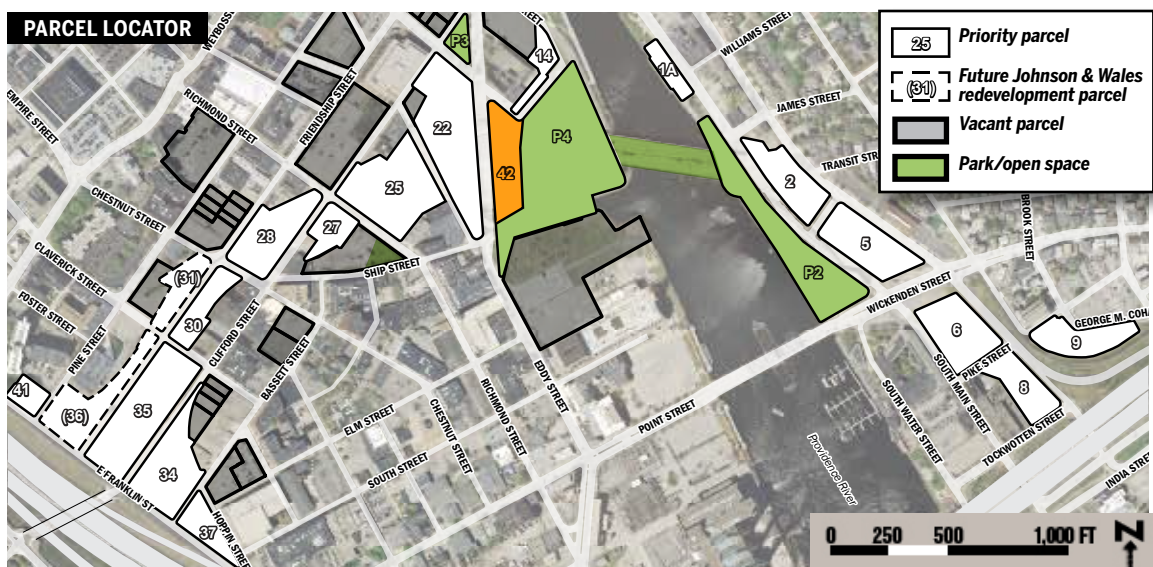 PARCEL LOCATOR
25
Priority parcel
(31)
Future Johnson & Wales
redevelopment parcel
Vacant parcel
Park/open space
WEYBOSS
STREET
WILLIAMS STREET
JAMES STREET
TRANSIT STR
BROOK STREET
EMPIRE STREET
RICHMOND STREET
FRIENDSHIP STREET
CHESTNUT STREET
CLAVERICK STREET
FOSTER STREET
PINE STREET
CLIFFORD STREET
BASSETT STREET
SHIP STREET
ELM STREET
SOUTH STREET
CHESTNUT STREET
RICHMOND STREET
EDDY STREET
POINT STREET
WICKENDEN STREET
GEORGE M. COHA
PIKE STREET
SOUTH MAIN STREET
SOUTH WATER STREET
TOCKWOTTEN STREET
INDIA STREE
E FRANKLIN ST
HOPPIN STREET
Providence River
P3
14
1A
22
P4
42
25
2
27
28
5
P2
(31)
30
6
9
8
41
(36)
35
34
37
0 250 500 1,000 FT N